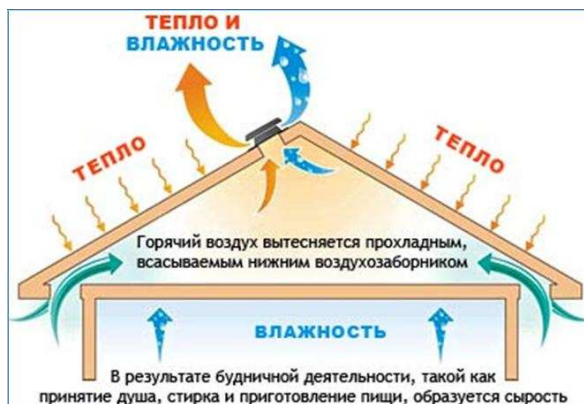 ТЕПЛО И
ВЛАЖНОСТЬ
ТЕПЛО
ТЕПЛО
Горячий воздух вытесняется прохладным,
всасываемым нижним воздухозаборником
ВЛАЖНОСТЬ
В результате будничной деятельности, такой как
принятие душа, стирка и приготовление пищи, образуется сырость